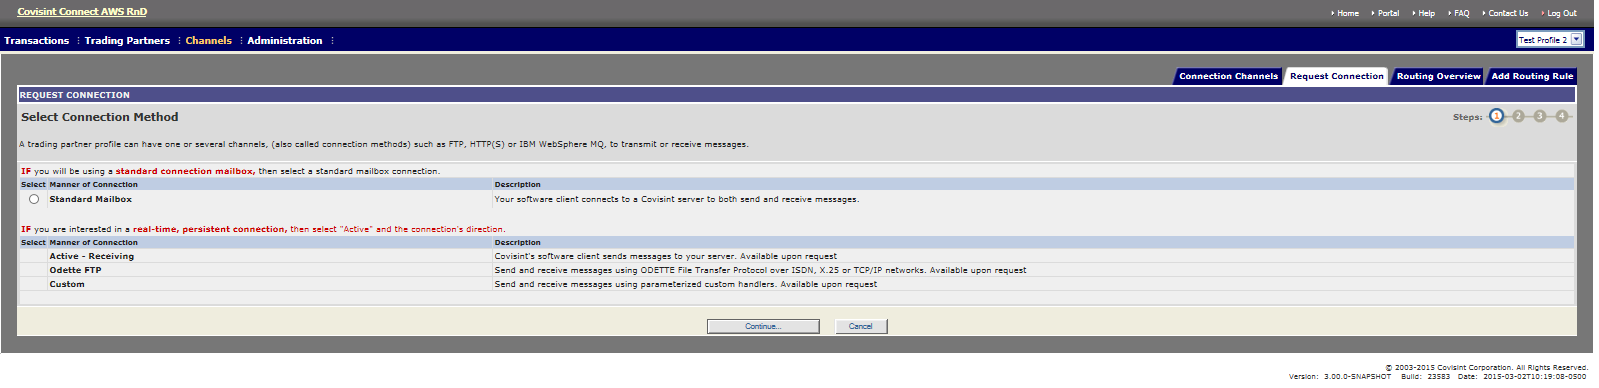 Covisint Connect AWS RnD
Home Portal Help FAQ Contact Us Log Out
Transactions Trading Partners Channels Administration
Test Profile 2
Connection Channels Request Connection Routing Overview Add Routing Rule
REQUEST CONNECTION
Select Connection Method
Steps: 1 2 3 4
A trading partner profile can have one or several channels, (also called connection methods) such as FTP, HTTP(S) or IBM WebSphere MQ, to transmit or receive messages.
IF you will be using a standard connection mailbox, then select a standard mailbox connection.
Select Manner of Connection Description
Standard Mailbox Your software client connects to a Covisint server to both send and receive messages.
IF you are interested in a real-time, persistent connection, then select "Active" and the connection's direction.
Select Manner of Connection Description
Active - Receiving Covisint's software client sends messages to your server. Available upon request
Odette FTP Send and receive messages using ODETTE File Transfer Protocol over ISDN, X.25 or TCP/IP networks. Available upon request
Custom Send and receive messages using parameterized custom handlers. Available upon request
Continue... Cancel
© 2003-2015 Covisint Corporation. All Rights Reserved.
Version: 3.00.0-SNAPSHOT Build: 23583 Date: 2015-03-02T10:19:08-0500